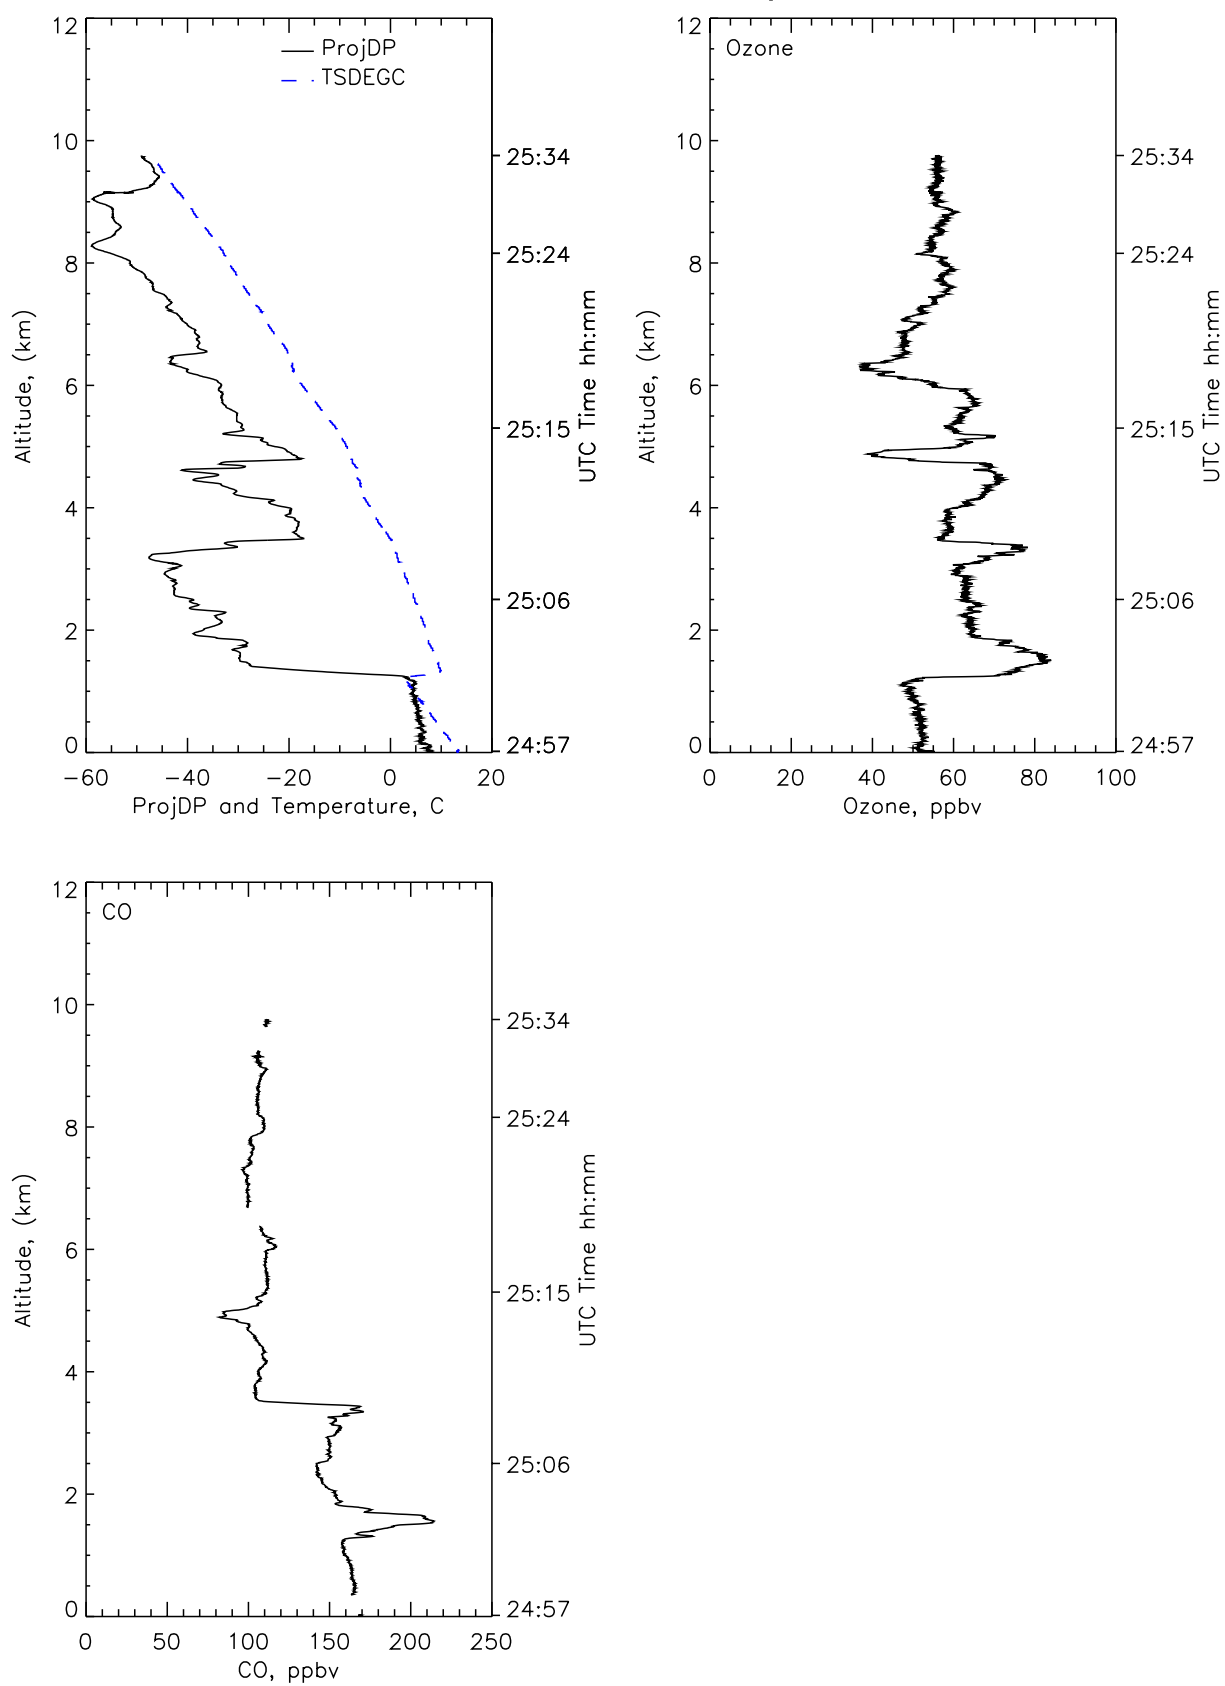 ProjDP
TSDEGC
12
10
8
6
4
2
0
Altitude, (km)
−60 −40 −20 0 20
ProjDP and Temperature, C
25:34
25:24
25:15
25:06
24:57
UTC Time hh:mm
Ozone
12
10
8
6
4
2
0
Altitude, (km)
0 20 40 60 80 100
Ozone, ppbv
25:34
25:24
25:15
25:06
24:57
UTC Time hh:mm
CO
12
10
8
6
4
2
0
Altitude, (km)
0 50 100 150 200 250
CO, ppbv
25:34
25:24
25:15
25:06
24:57
UTC Time hh:mm